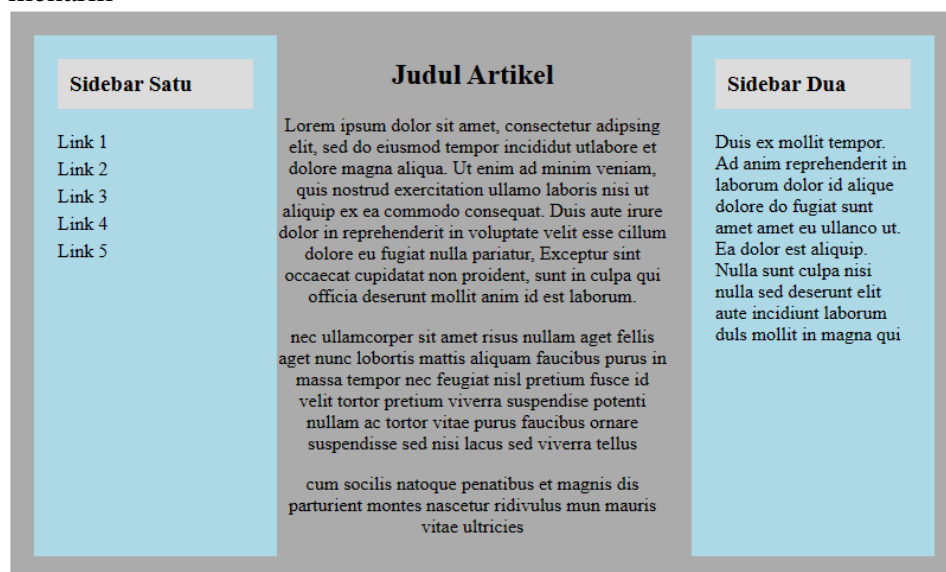 Sidebar Satu
Link 1
Link 2
Link 3
Link 4
Link 5
Judul Artikel
Lorem ipsum dolor sit amet, consectetur adipsing
elit, sed do eiusmod tempor incididut utlabore et
dolore magna aliqua. Ut enim ad minim veniam,
quis nostrud exercitation ullamo laboris nisi ut
aliquip ex ea commodo consequat. Duis aute irure
dolor in reprehenderit in voluptate velit esse cillum
dolore eu fugiat nulla pariatur, Exceptur sint
occaecat cupidatat non proident, sunt in culpa qui
officia deserunt mollit anim id est laborum.
nec ullamcorper sit amet risus nullam aget fellis
aget nunc lobortis mattis aliquam faucibus purus in
massa tempor nec feugiat nisl pretium fusce id
velit tortor pretium viverra suspendise potenti
nullam ac tortor vitae purus faucibus ornare
suspendisse sed nisi lacus sed viverra tellus
cum socilis natoque penatibus et magnis dis
parturient montes nascetur ridivulus mun mauris
vitae ultricies
Sidebar Dua
Duis ex mollit tempor.
Ad anim reprehenderit in
laborum dolor id alique
dolore do fugiat sunt
amet amet eu ullanco ut.
Ea dolor est aliquip.
Nulla sunt culpa nisi
nulla sed deserunt elit
aute incidiunt laborum
duls mollit in magna qui